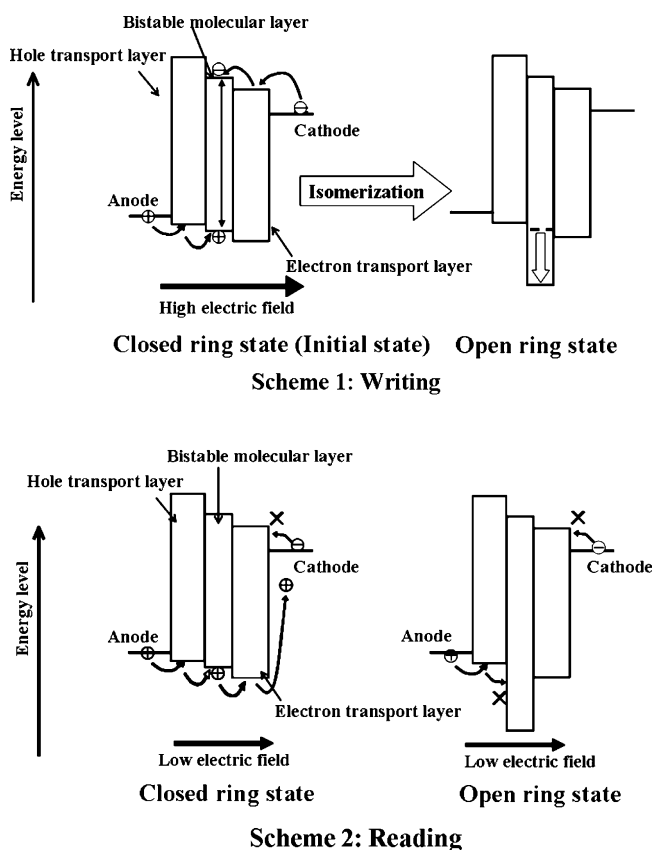 Bistable molecular layer
Hole transport layer
Energy level
Cathode
Anode
Isomerization
Electron transport layer
High electric field
Closed ring state (Initial state) Open ring state
Scheme 1: Writing
Bistable molecular layer
Hole transport layer
Energy level
Cathode
Cathode
Anode
Anode
Electron transport layer
Low electric field
Low electric field
Closed ring state
Open ring state
Scheme 2: Reading